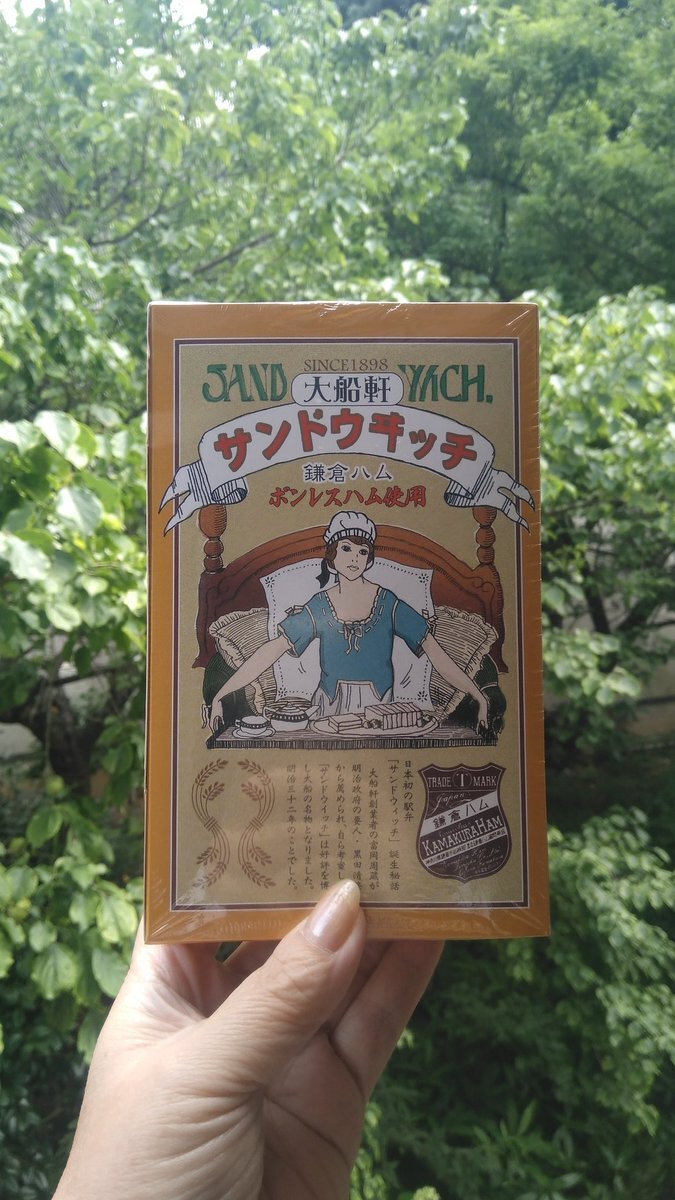 SINCE1898
SAND WYICH.
大船軒
サンドウヰッチ
鎌倉ハム
ボンレスハム使用
日本初の駅弁
「サンドウィッチ」誕生秘話
大船軒創業者の富岡周蔵が
明治政府の要人・黒田清
から薦められ、自ら考案し
「サンドウイッチ」は好評を博
し大船の名物となりました。
明治三十二年のことでした。
TRADE T MARK
Japan
鎌倉ハム
KAMAKURAHAM